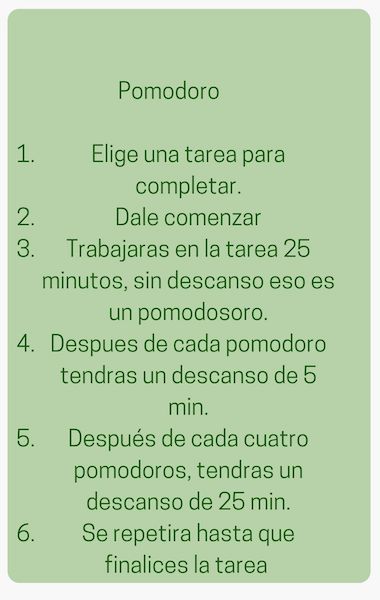 Pomodoro
1. Elige una tarea para
completar.
2. Dale comenzar
3. Trabajaras en la tarea 25
minutos, sin descanso eso es
un pomodosoro.
4. Despues de cada pomodoro
tendras un descanso de 5
min.
5. Después de cada cuatro
pomodoros, tendras un
descanso de 25 min.
6. Se repetira hasta que
finalices la tarea